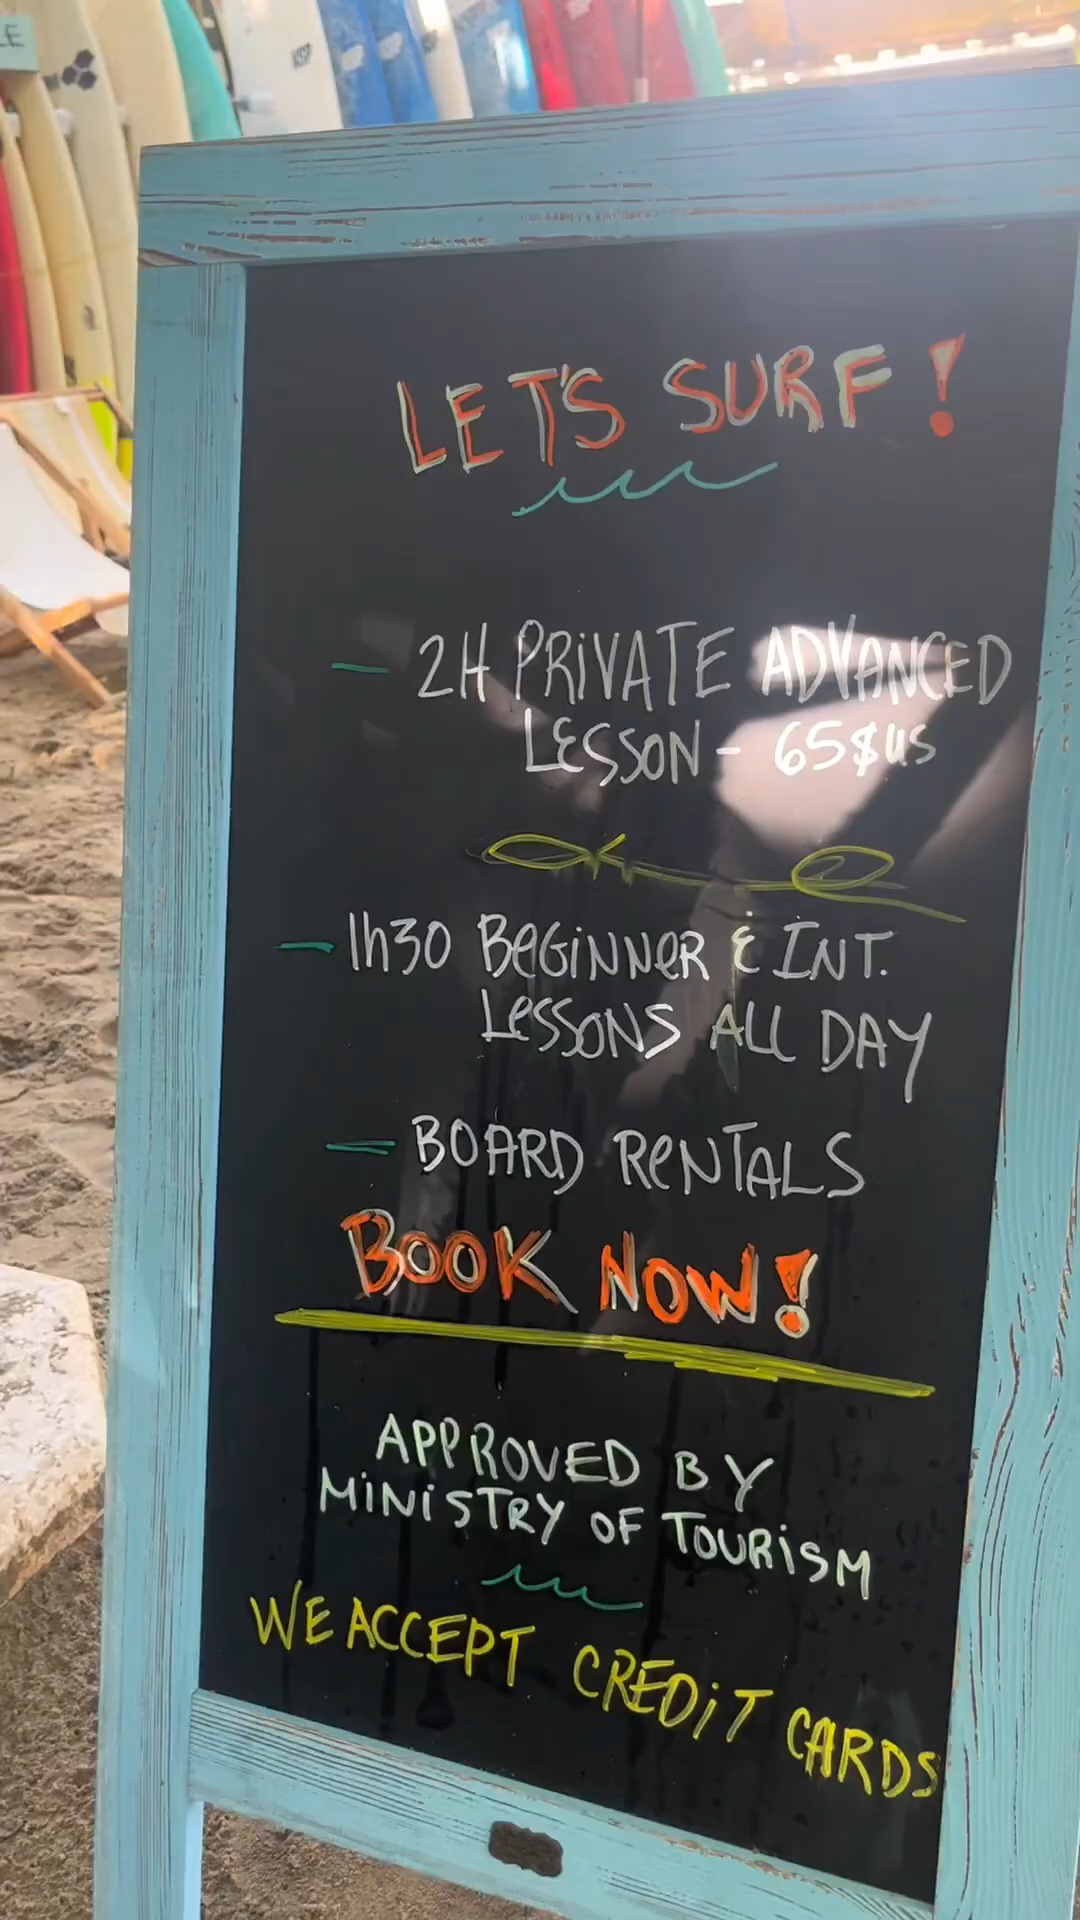 LET'S SURF!
— 2H PRiVATE ADVANCED
LESSON - 65$US
— 1h30 BeGiNNeR & INT.
LeSSONS ALL DAY
— BOARD ReNTALS
BOOK NOW!
APPROVED BY
MiNiSTRY OF TOURiSM
WE ACCEPT CREDiT CARDS